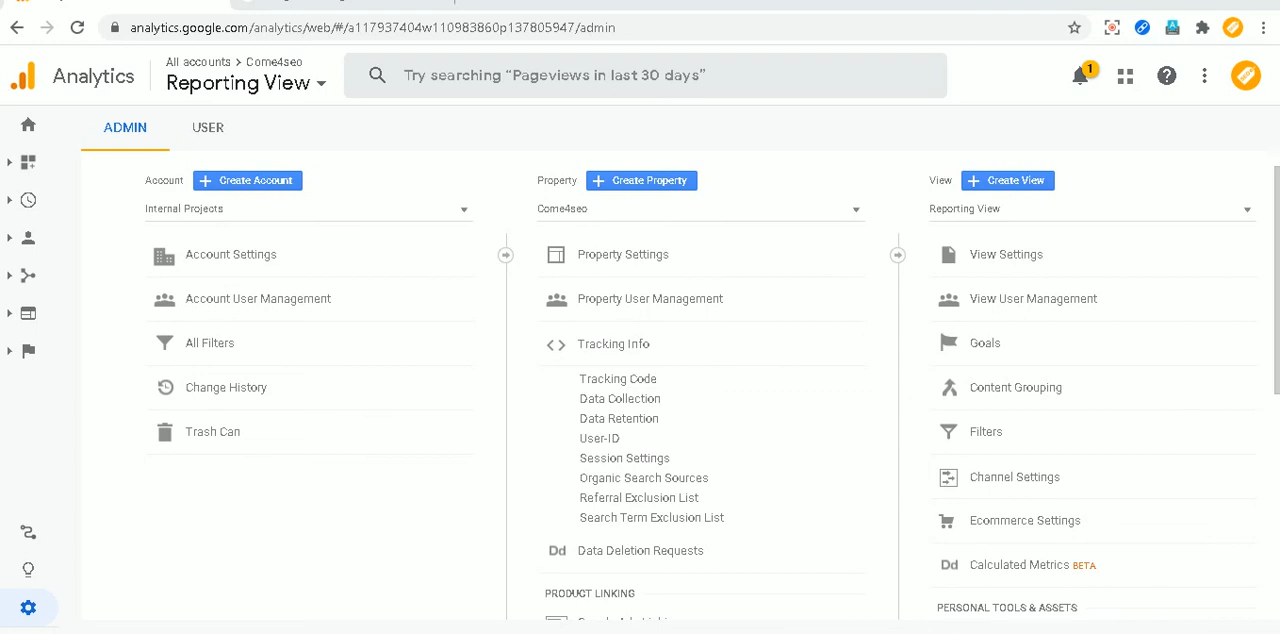 analytics.google.com/analytics/web/#/a117937404w110983860p137805947/admin
Analytics
All accounts > Come4seo
Reporting View
Try searching “Pageviews in last 30 days”
1
ADMIN
USER
Account
Create Account
Internal Projects
Account Settings
Account User Management
All Filters
Change History
Trash Can
Property
Create Property
Come4seo
Property Settings
Property User Management
Tracking Info
Tracking Code
Data Collection
Data Retention
User-ID
Session Settings
Organic Search Sources
Referral Exclusion List
Search Term Exclusion List
Dd Data Deletion Requests
PRODUCT LINKING
View
Create View
Reporting View
View Settings
View User Management
Goals
Content Grouping
Filters
Channel Settings
Ecommerce Settings
Dd Calculated Metrics BETA
PERSONAL TOOLS & ASSETS